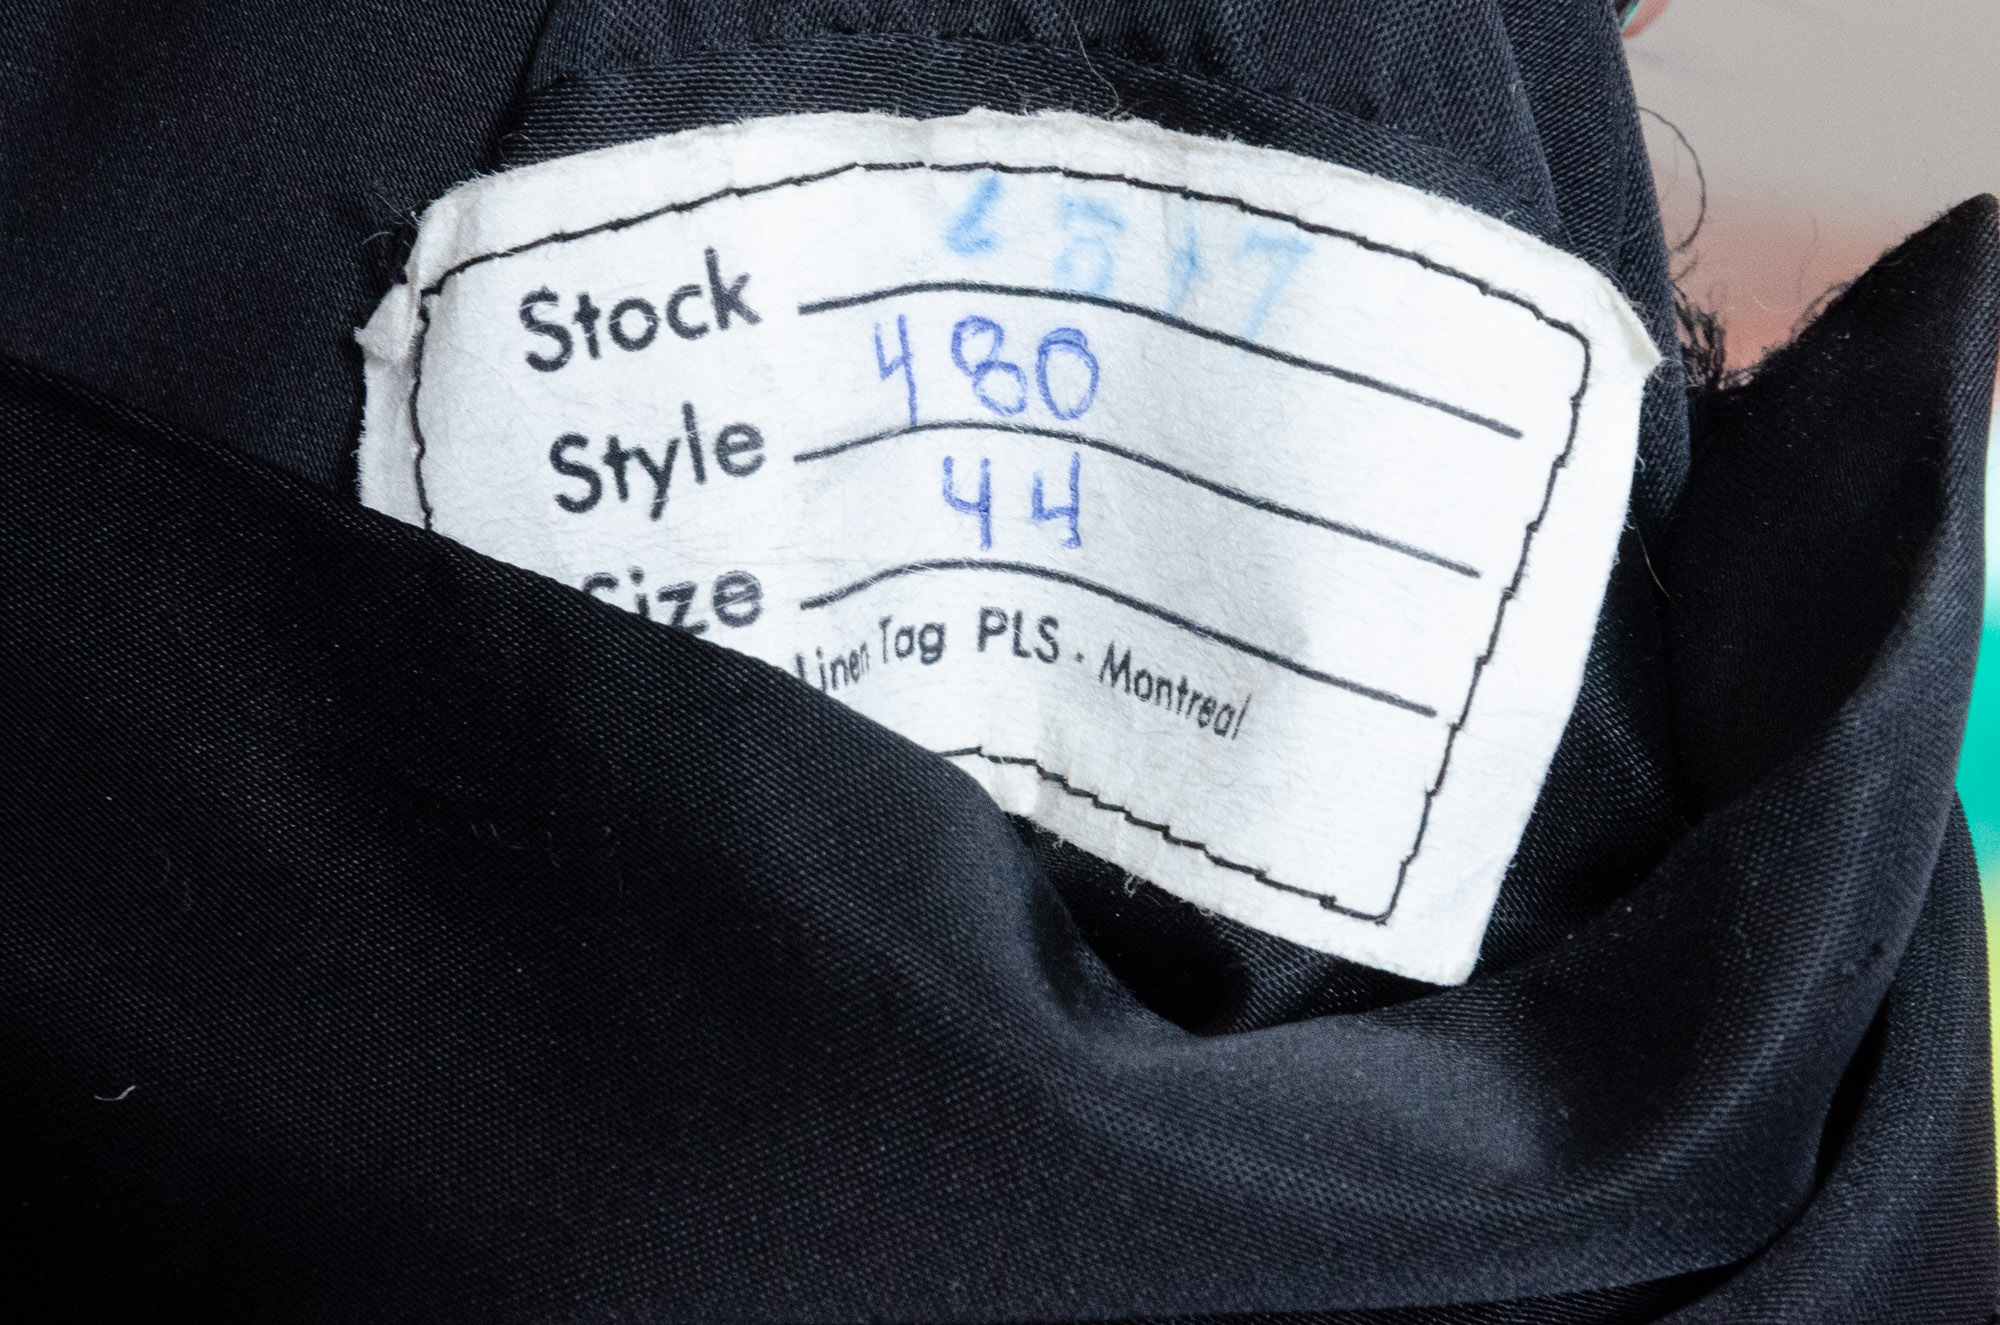 Stock
Style 480
Size 44
Linen Tag PLS · Montreal